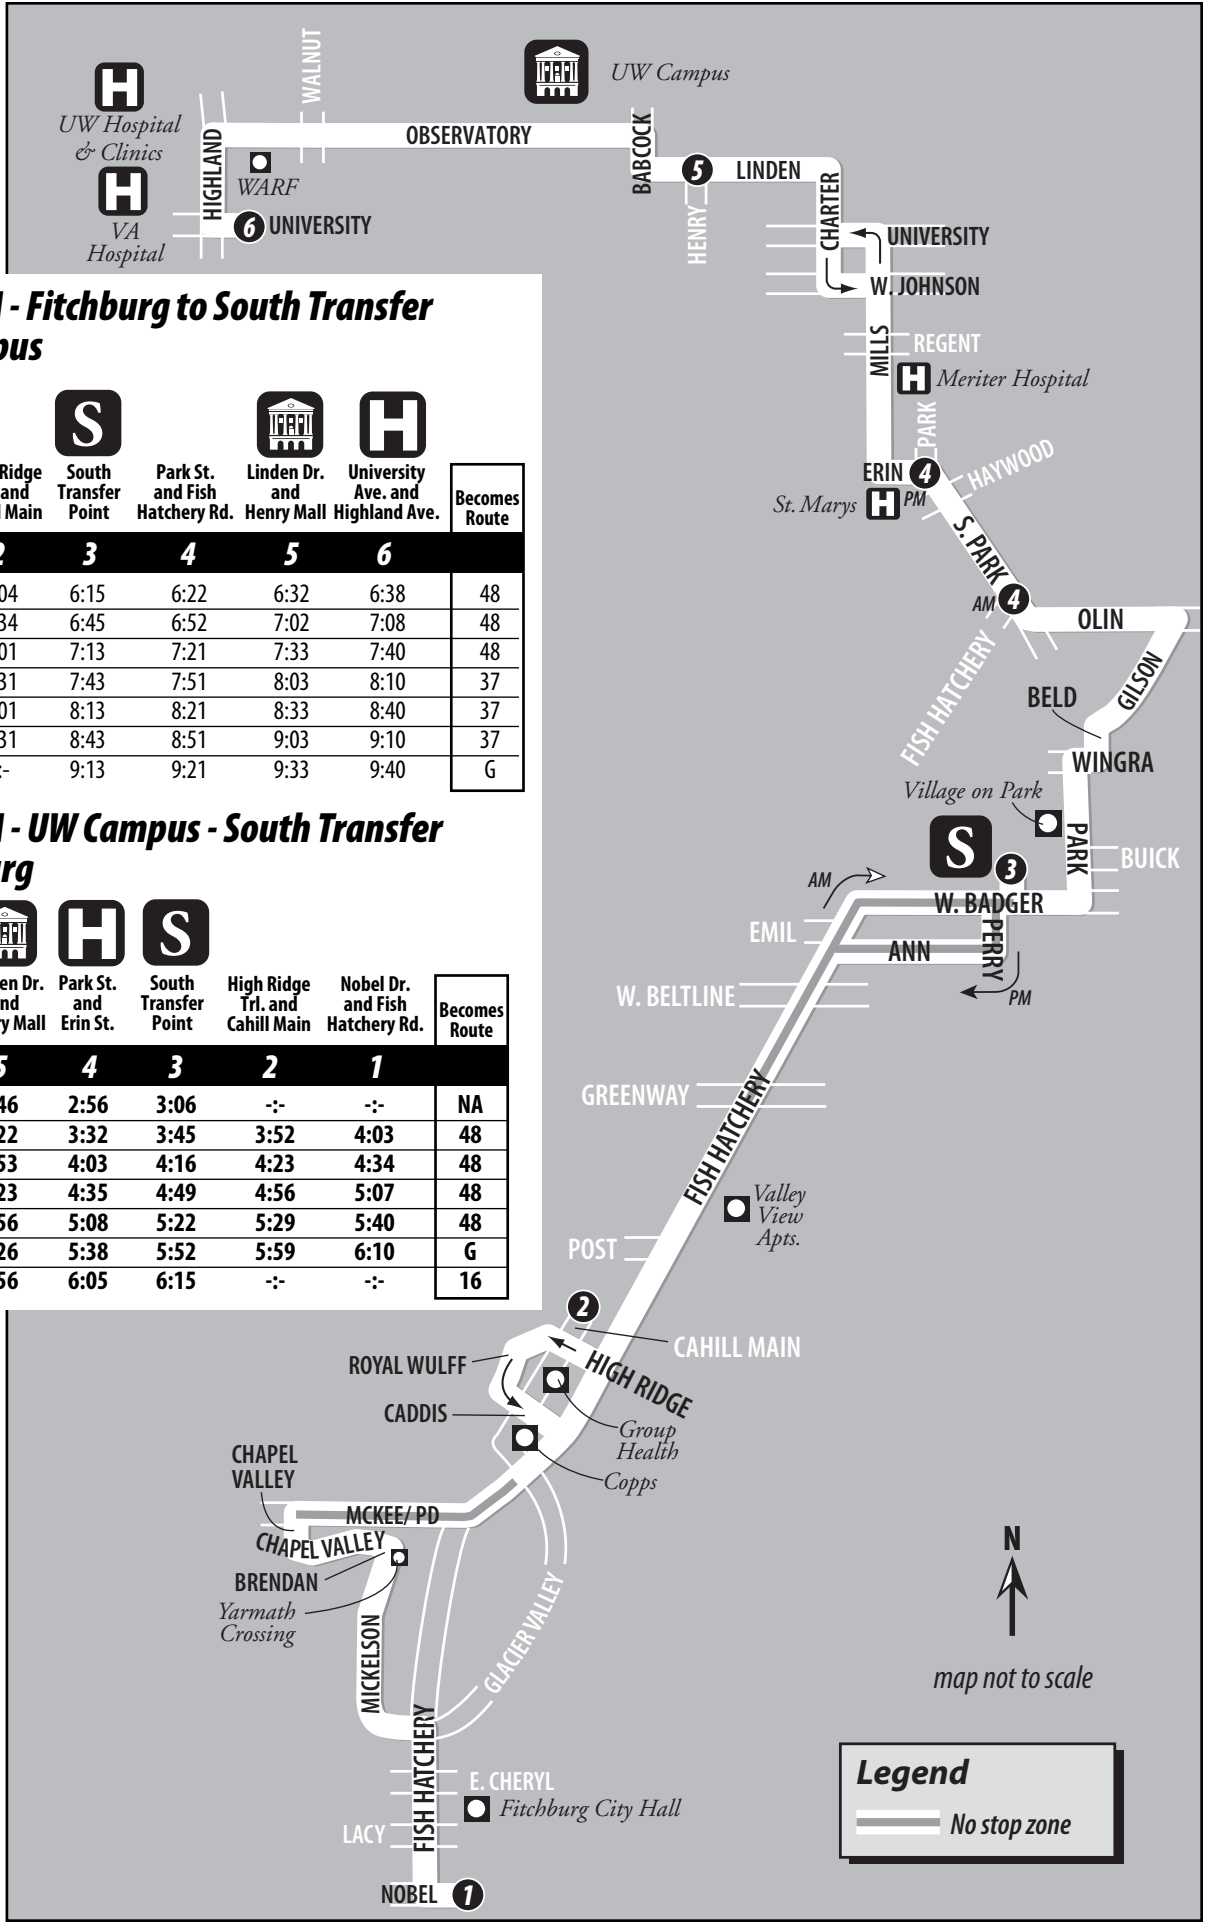 WALNUT
UW Campus
UW Hospital
& Clinics
HIGHLAND
OBSERVATORY
BABCOCK
WARF
5
LINDEN
CHARTER
VA
Hospital
6 UNIVERSITY
HENRY
UNIVERSITY
W. JOHNSON
MILLS
REGENT
H Meriter Hospital
PARK
ERIN 4
PM
HAYWOOD
St. Marys H
S. PARK
AM 4
OLIN
FISH HATCHERY
GILSON
BELD
WINGRA
Village on Park
PARK
BUICK
S
3
AM
W. BADGER
EMIL
ANN
PERRY
PM
W. BELTLINE
GREENWAY
FISH HATCHERY
Valley
View
Apts.
POST
2
CAHILL MAIN
ROYAL WULFF
HIGH RIDGE
CADDIS
Group
Health
Copps
CHAPEL
VALLEY
MCKEE/ PD
CHAPEL VALLEY
BRENDAN
Yarmath
Crossing
MICKELSON
GLACIER VALLEY
FISH HATCHERY
E. CHERYL
Fitchburg City Hall
LACY
NOBEL 1
N
map not to scale
Legend
No stop zone
- Fitchburg to South Transfer
pus
S H
Ridge South Park St. Linden Dr. University
and Transfer and Fish and Ave. and Becomes
Main Point Hatchery Rd. Henry Mall Highland Ave. Route
2 3 4 5 6
04 6:15 6:22 6:32 6:38 48
34 6:45 6:52 7:02 7:08 48
01 7:13 7:21 7:33 7:40 48
31 7:43 7:51 8:03 8:10 37
01 8:13 8:21 8:33 8:40 37
31 8:43 8:51 9:03 9:10 37
:- 9:13 9:21 9:33 9:40 G
- UW Campus - South Transfer
rg
H S
en Dr. Park St. South High Ridge Nobel Dr.
nd and Transfer Trl. and and Fish Becomes
y Mall Erin St. Point Cahill Main Hatchery Rd. Route
5 4 3 2 1
46 2:56 3:06 -:- -:- NA
22 3:32 3:45 3:52 4:03 48
53 4:03 4:16 4:23 4:34 48
23 4:35 4:49 4:56 5:07 48
56 5:08 5:22 5:29 5:40 48
26 5:38 5:52 5:59 6:10 G
56 6:05 6:15 -:- -:- 16